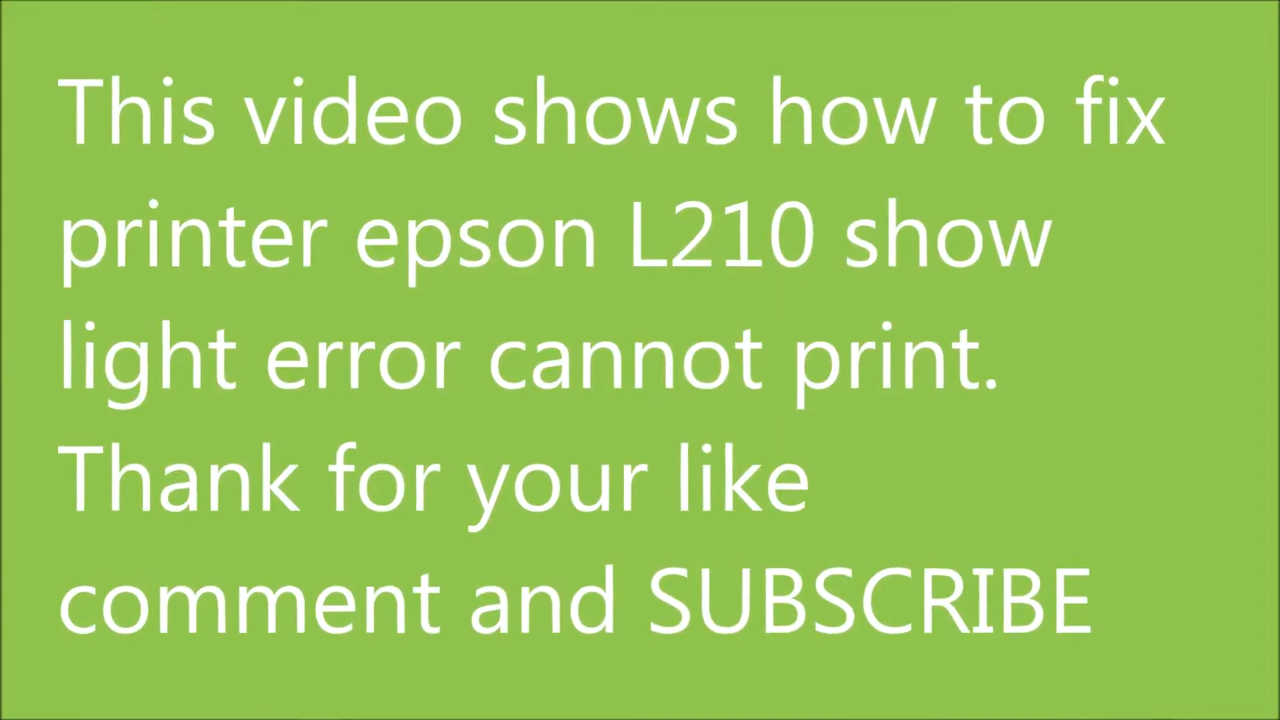 This video shows how to fix
printer epson L210 show
light error cannot print.
Thank for your like
comment and SUBSCRIBE